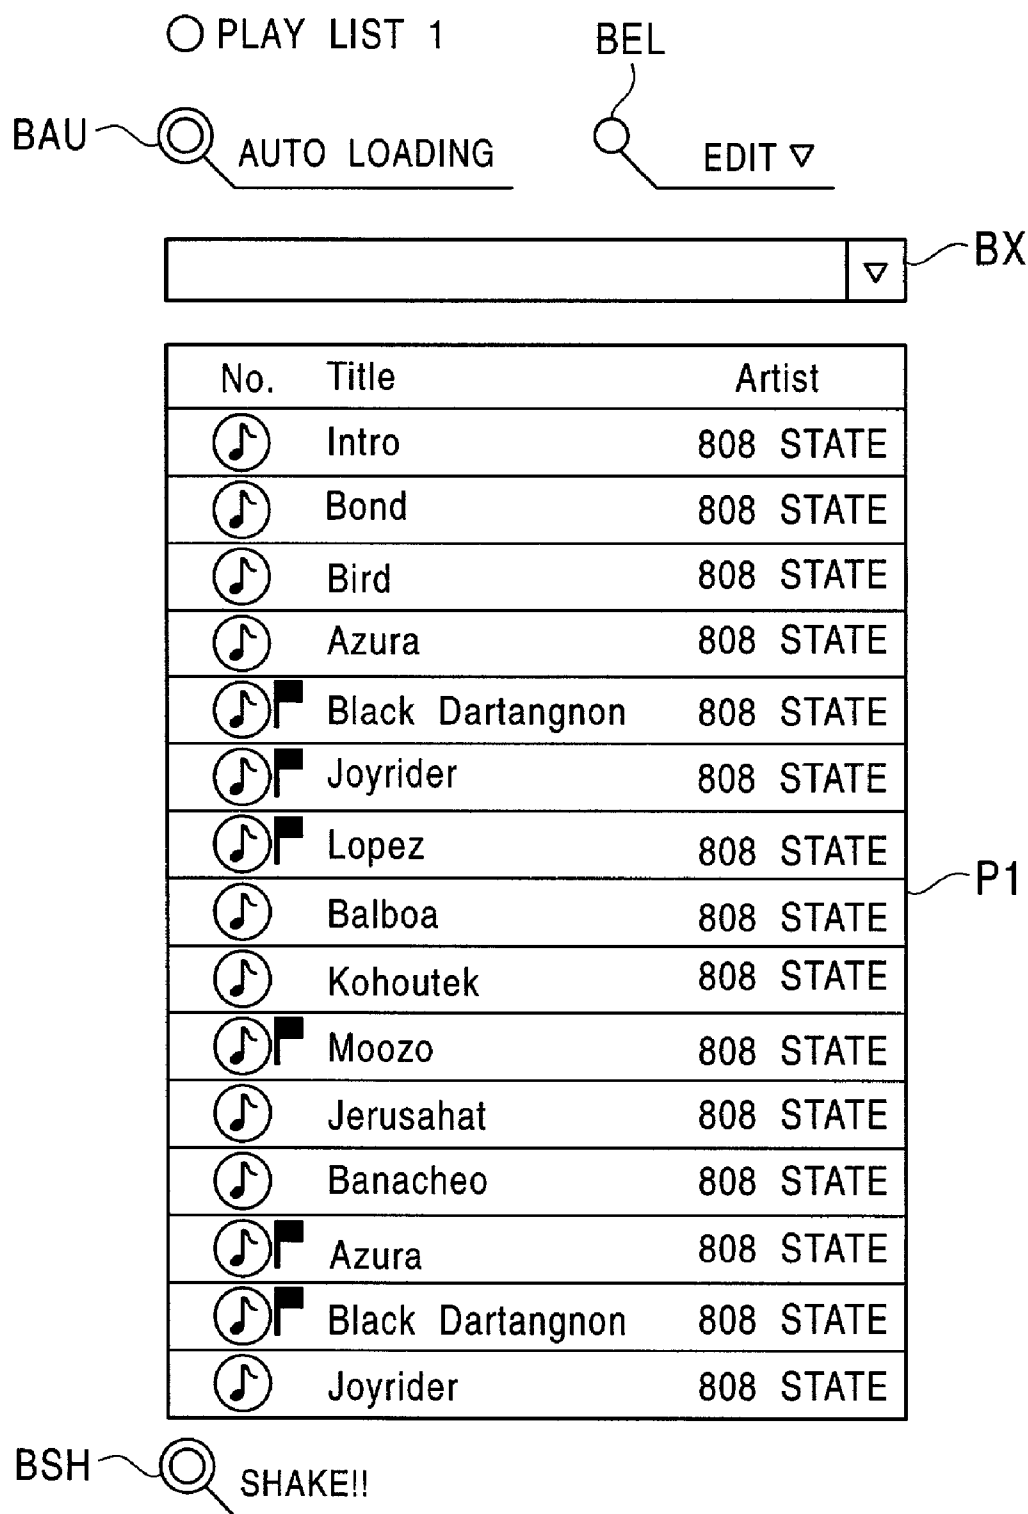 PLAY LIST 1
BEL
BAU
AUTO LOADING
EDIT
BX
No. Title Artist
Intro 808 STATE
Bond 808 STATE
Bird 808 STATE
Azura 808 STATE
Black Dartangnon 808 STATE
Joyrider 808 STATE
Lopez 808 STATE
P1
Balboa 808 STATE
Kohoutek 808 STATE
Moozo 808 STATE
Jerusahat 808 STATE
Banacheo 808 STATE
Azura 808 STATE
Black Dartangnon 808 STATE
Joyrider 808 STATE
BSH
SHAKE!!